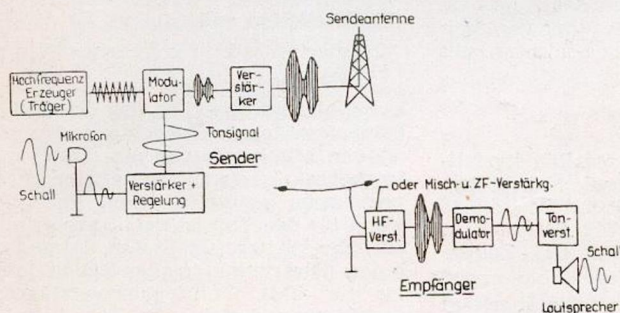 Sendeantenne
Hochfrequenz
Erzeuger
(Träger)
Modu-
lator
Ver-
stär-
ker
Tonsignal
Mikrofon
Sender
Schall
Verstärker +
Regelung
oder Misch- u. ZF-Verstärkg.
HF-
Verst.
Demo-
dulator
Ton-
verst.
Schall
Empfänger
Lautsprecher